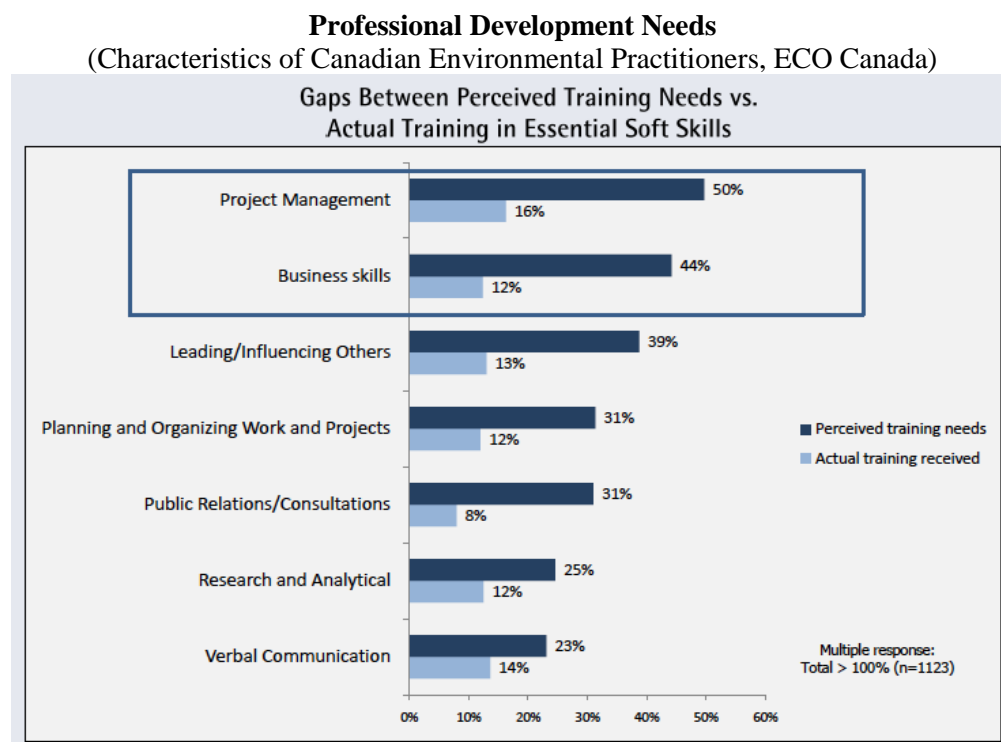 Professional Development Needs
(Characteristics of Canadian Environmental Practitioners, ECO Canada)
Gaps Between Perceived Training Needs vs.
Actual Training in Essential Soft Skills
Project Management
50%
16%
Business skills
44%
12%
Leading/Influencing Others
39%
13%
Planning and Organizing Work and Projects
31%
12%
Public Relations/Consultations
31%
8%
Research and Analytical
25%
12%
Verbal Communication
23%
14%
Perceived training needs
Actual training received
Multiple response:
Total > 100% (n=1123)
0% 10% 20% 30% 40% 50% 60%